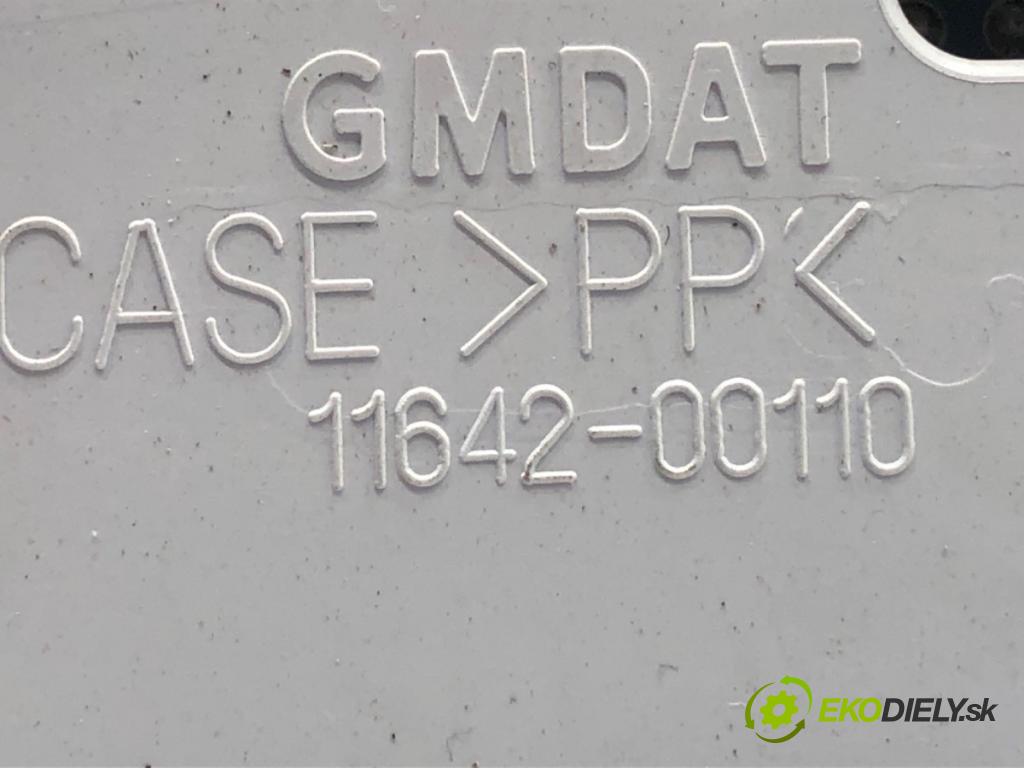 GMDAT
CASE >PP<
11642-00110
EKODIELY.sk